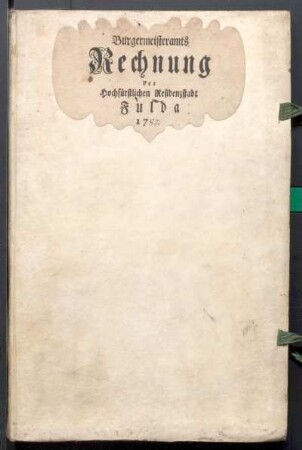 Burgermeisteramts
Rechnung
Der
Hochfürstlichen Residenzstadt
Fulda